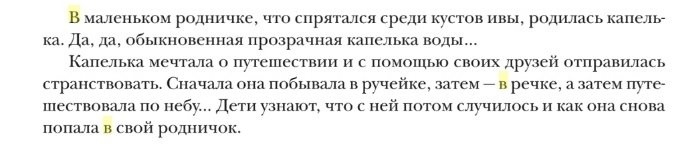 В маленьком родничке, что спрятался среди кустов ивы, родилась капель-
ка. Да, да, обыкновенная прозрачная капелька воды...
Капелька мечтала о путешествии и с помощью своих друзей отправилась
странствовать. Сначала она побывала в ручейке, затем — в речке, а затем путе-
шествовала по небу... Дети узнают, что с ней потом случилось и как она снова
попала в свой родничок.